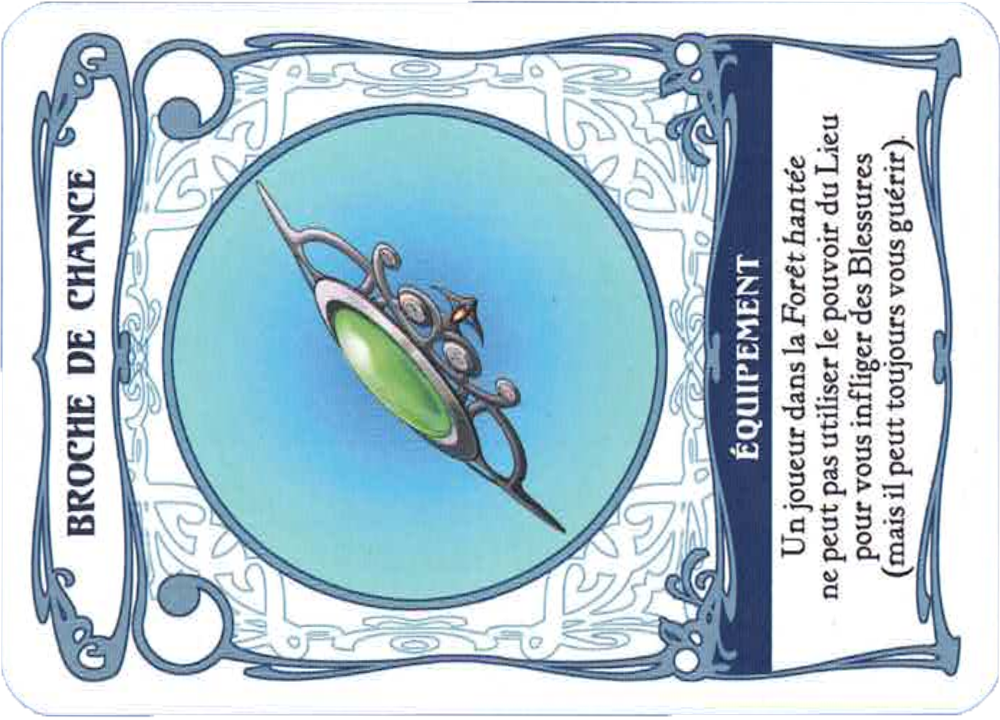 BROCHE DE CHANCE
ÉQUIPEMENT
Un joueur dans la Forêt hantée
ne peut pas utiliser le pouvoir du Lieu
pour vous infliger des Blessures
(mais il peut toujours vous guérir).